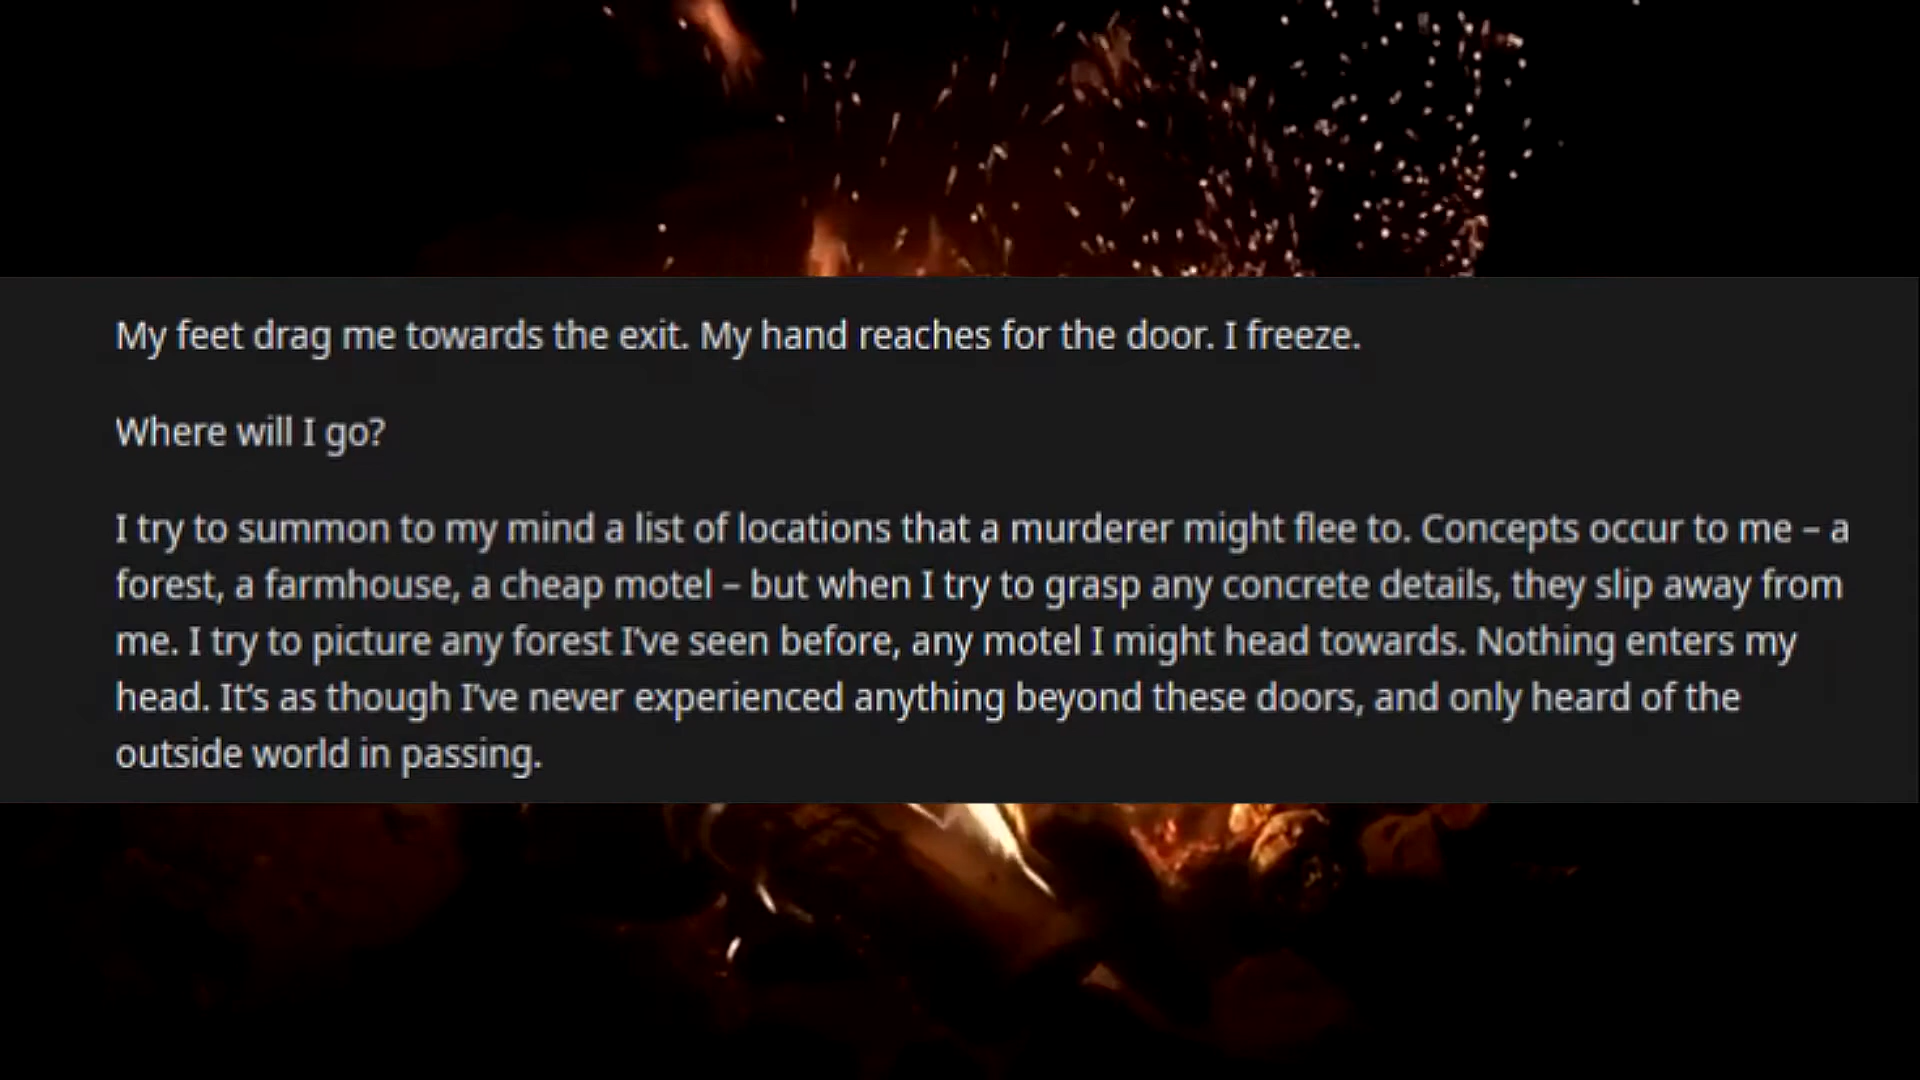 My feet drag me towards the exit. My hand reaches for the door. I freeze.
Where will I go?
I try to summon to my mind a list of locations that a murderer might flee to. Concepts occur to me – a
forest, a farmhouse, a cheap motel – but when I try to grasp any concrete details, they slip away from
me. I try to picture any forest I’ve seen before, any motel I might head towards. Nothing enters my
head. It’s as though I’ve never experienced anything beyond these doors, and only heard of the
outside world in passing.